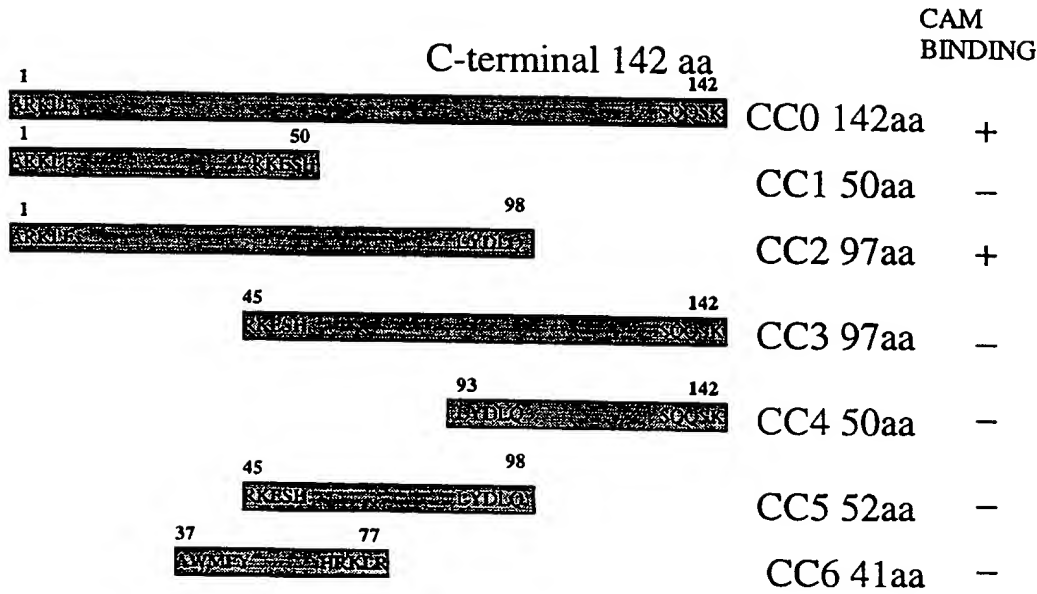 CAM
BINDING
C-terminal 142 aa
1 142
ARKLE SQQSK CC0 142aa +
1 50
ARKLE RKESH CC1 50aa –
1 98
ARKLE LYDLQ CC2 97aa +
45 142
RKESH SQQSK CC3 97aa –
93 142
LYDLQ SQQSK CC4 50aa –
45 98
RKESH LYDLQ CC5 52aa –
37 77
AWMEY HRKLR CC6 41aa –